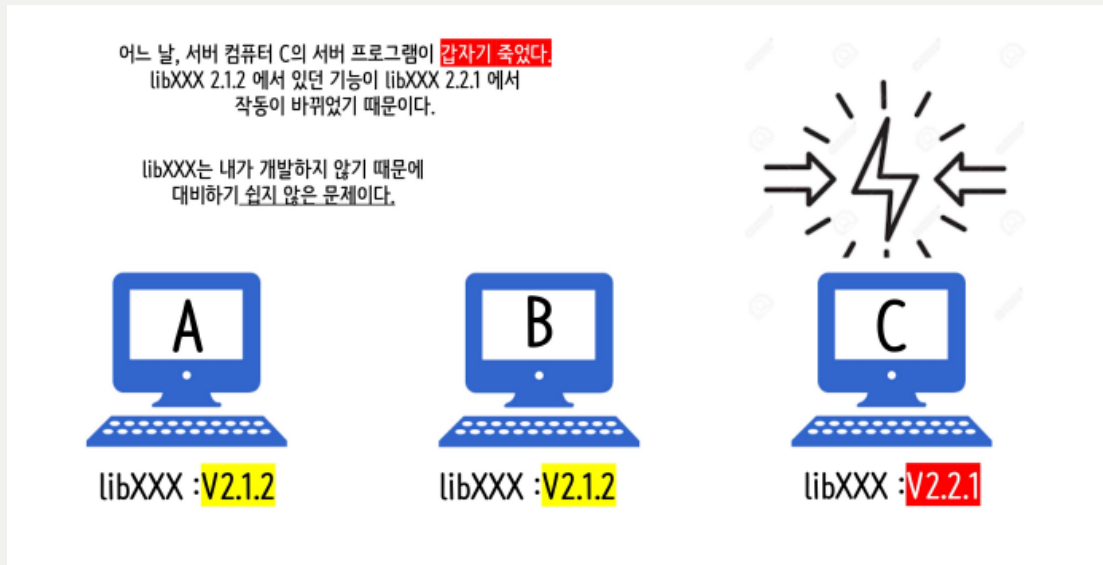 어느 날, 서버 컴퓨터 C의 서버 프로그램이 갑자기 죽었다.
libXXX 2.1.2 에서 있던 기능이 libXXX 2.2.1 에서
작동이 바뀌었기 때문이다.
libXXX는 내가 개발하지 않기 때문에
대비하기 쉽지 않은 문제이다.
A
B
C
libXXX :V2.1.2
libXXX :V2.1.2
libXXX :V2.2.1